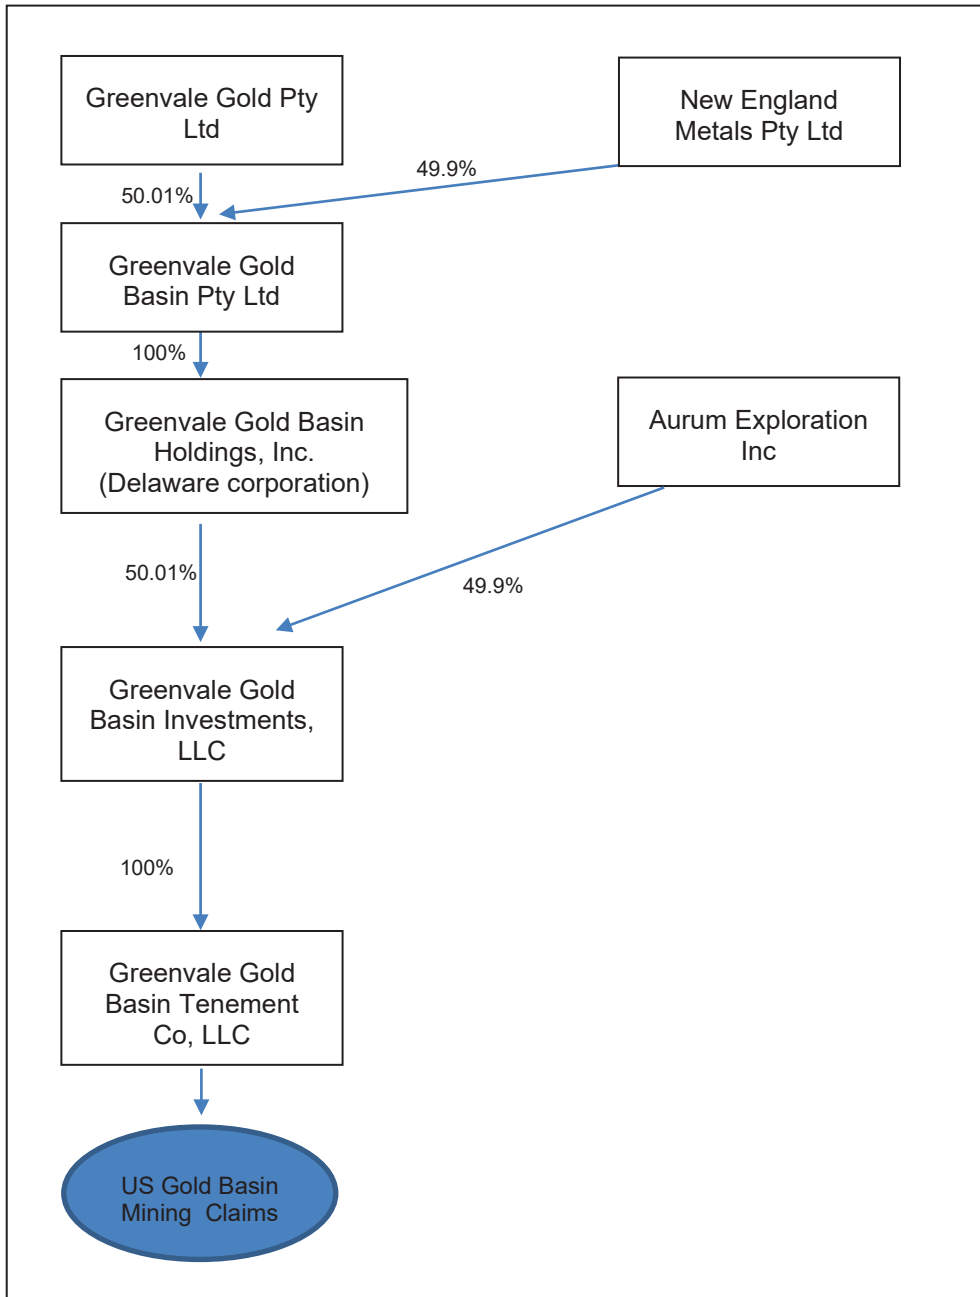 Greenvale Gold Pty
Ltd
New England
Metals Pty Ltd
49.9%
50.01%
Greenvale Gold
Basin Pty Ltd
100%
Greenvale Gold Basin
Holdings, Inc.
(Delaware corporation)
Aurum Exploration
Inc
50.01%
49.9%
Greenvale Gold
Basin Investments,
LLC
100%
Greenvale Gold
Basin Tenement
Co, LLC
US Gold Basin
Mining Claims